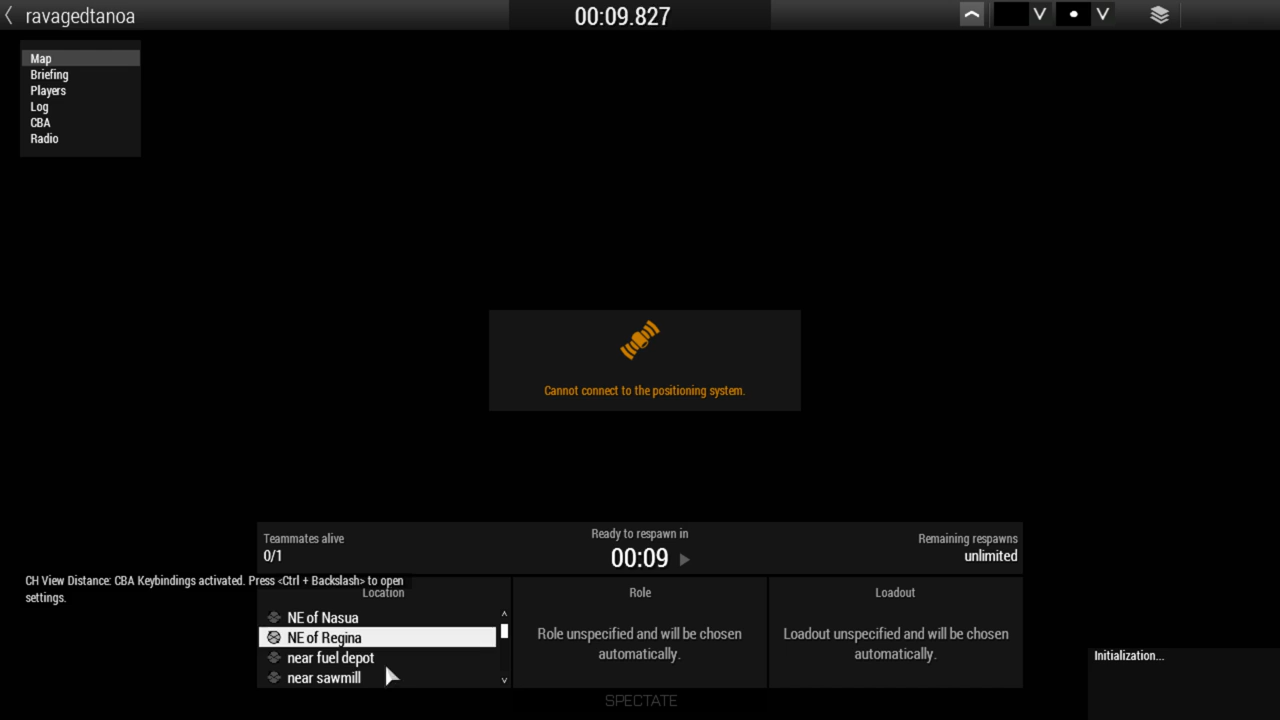 ravagedtanoa
00:09.827
Map
Briefing
Players
Log
CBA
Radio
Cannot connect to the positioning system.
Teammates alive
0/1
Ready to respawn in
00:09
Remaining respawns
unlimited
CH View Distance: CBA Keybindings activated. Press <Ctrl + Backslash> to open
settings.
Location
NE of Nasua
NE of Regina
near fuel depot
near sawmill
Role
Role unspecified and will be chosen
automatically.
Loadout
Loadout unspecified and will be chosen
automatically.
Initialization...
SPECTATE